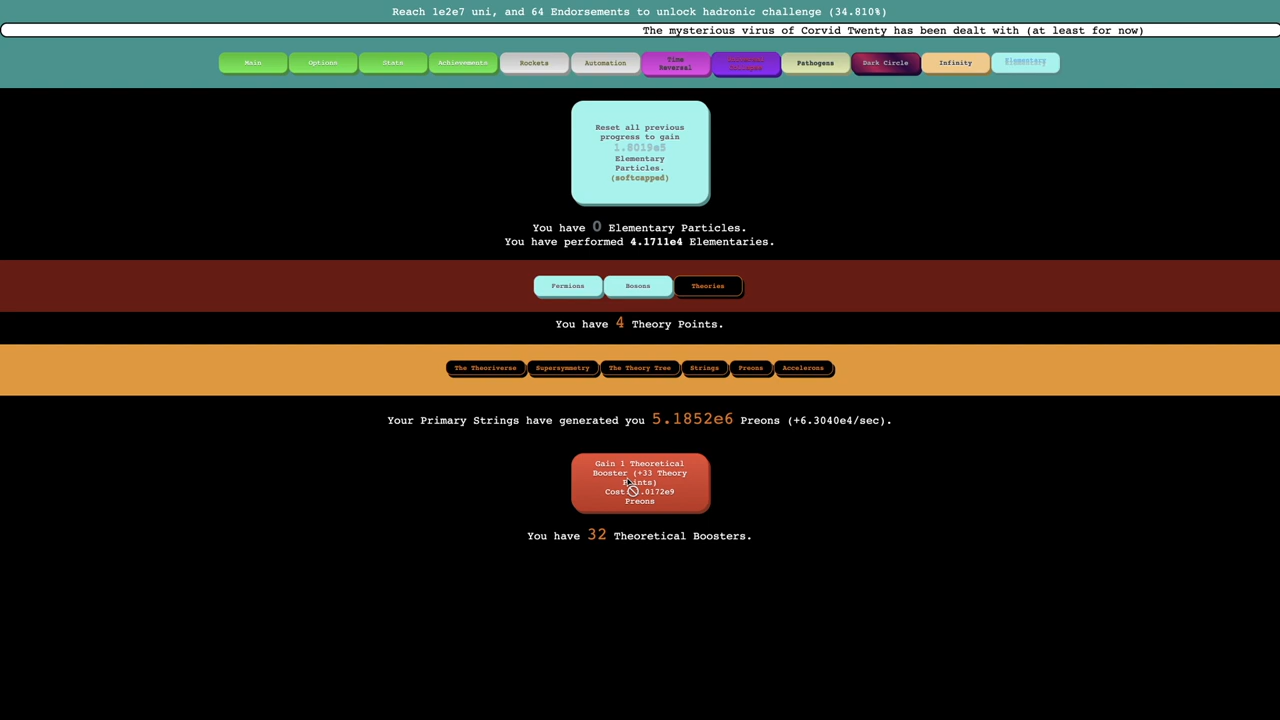 Reach 1e2e7 uni, and 64 Endorsements to unlock hadronic challenge (34.810%)
The mysterious virus of Corvid Twenty has been dealt with (at least for now)
Main
Options
Stats
Achievements
Rockets
Automation
Time
Reversal
Pathogens
Dark Circle
Infinity
Elementary
Reset all previous
progress to gain
1.8019e5
Elementary
Particles.
(softcapped)
You have 0 Elementary Particles.
You have performed 4.1711e4 Elementaries.
Fermions
Bosons
Theories
You have 4 Theory Points.
The Theoriverse
Supersymmetry
The Theory Tree
Strings
Preons
Accelerons
Your Primary Strings have generated you 5.1852e6 Preons (+6.3040e4/sec).
Gain 1 Theoretical
Booster (+33 Theory
Points)
.0172e9
Preons
You have 32 Theoretical Boosters.